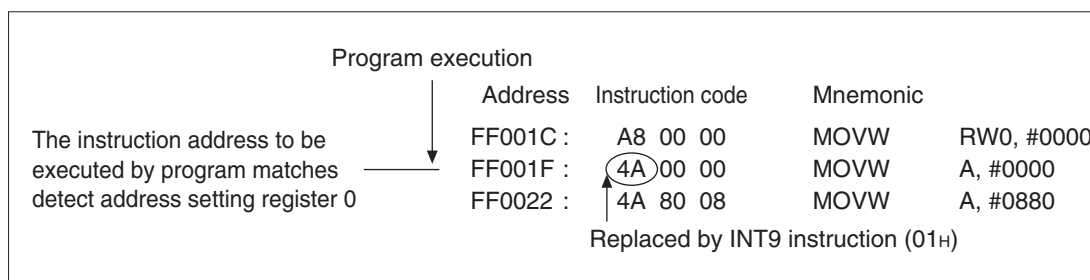 Program execution
Address Instruction code Mnemonic
The instruction address to be
executed by program matches
detect address setting register 0
FF001C : A8 00 00 MOVW RW0, #0000
FF001F : 4A 00 00 MOVW A, #0000
FF0022 : 4A 80 08 MOVW A, #0880
Replaced by INT9 instruction (01H)